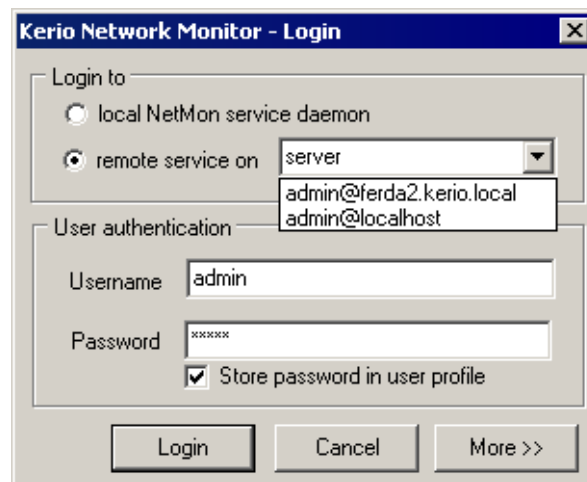 Kerio Network Monitor - Login
Login to
local NetMon service daemon
remote service on server
admin@ferda2.kerio.local
admin@localhost
User authentication
Username admin
Password *****
Store password in user profile
Login Cancel More >>